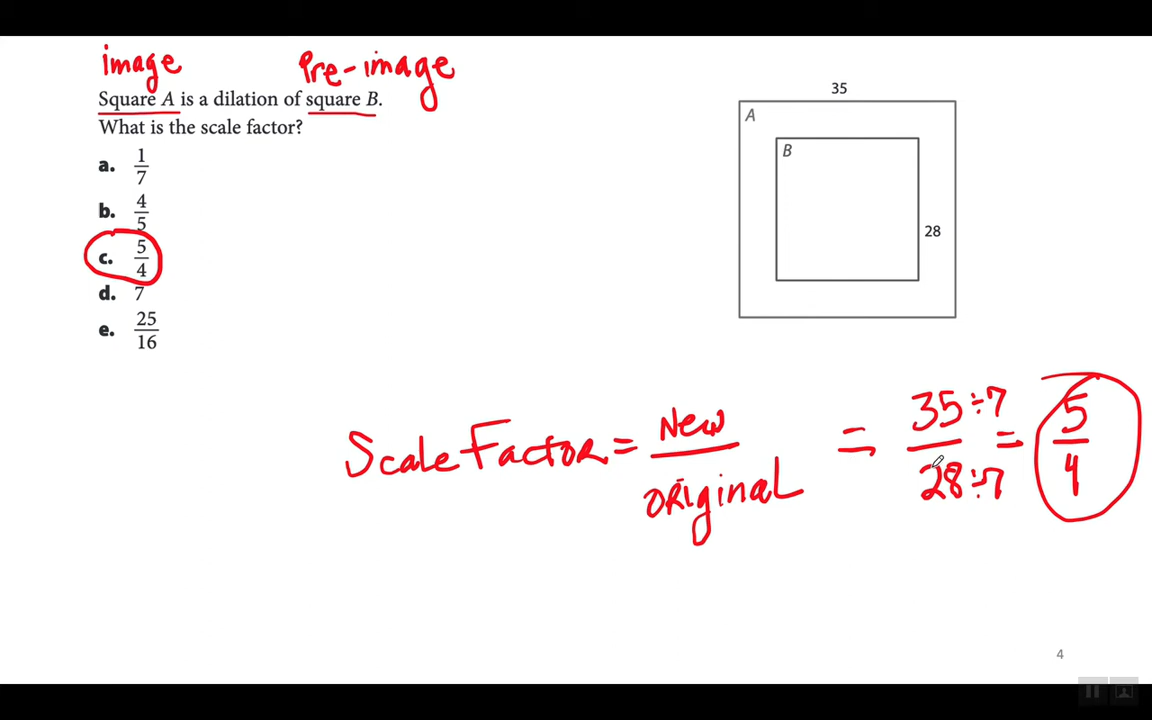 image Pre-image
Square A is a dilation of square B.
What is the scale factor?
a. 1/7
b. 4/5
c. 5/4
d. 7
e. 25/16
35
A
B
28
Scale Factor = New/original = 35÷7/28÷7 = 5/4
4